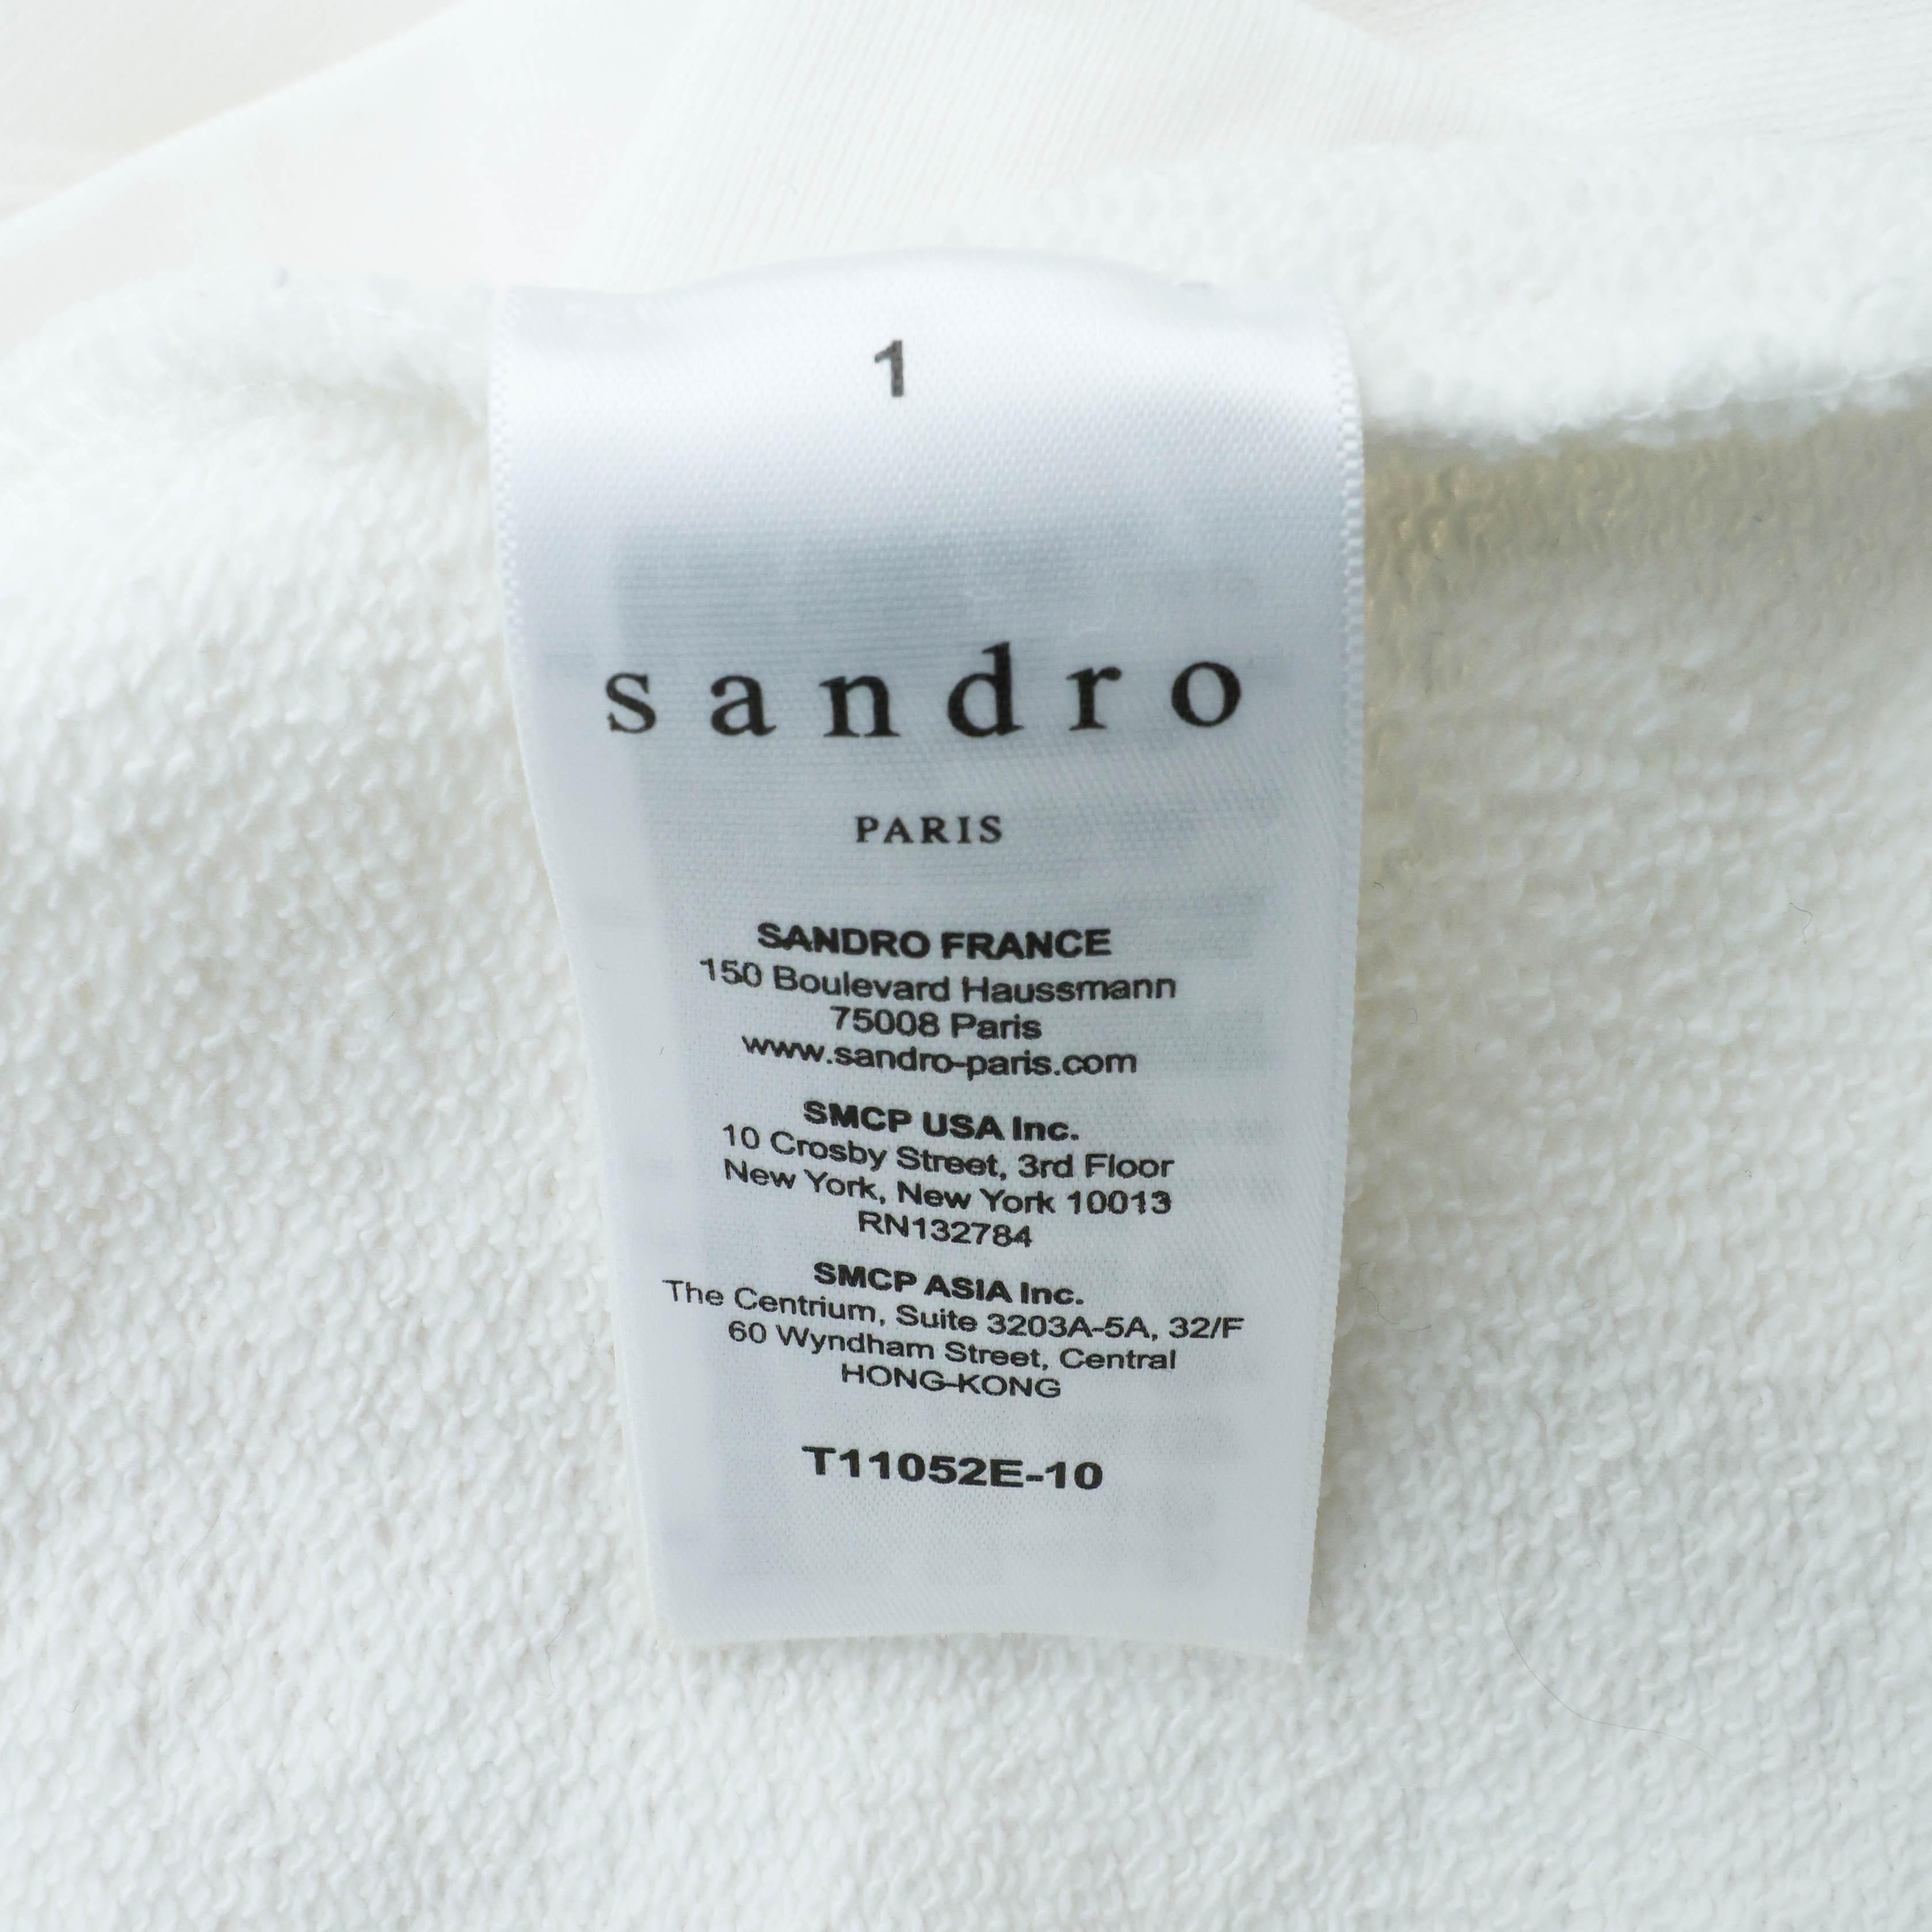 1
sandro
PARIS
SANDRO FRANCE
150 Boulevard Haussmann
75008 Paris
www.sandro-paris.com
SMCP USA Inc.
10 Crosby Street, 3rd Floor
New York, New York 10013
RN132784
SMCP ASIA Inc.
The Centrium, Suite 3203A-5A, 32/F
60 Wyndham Street, Central
HONG-KONG
T11052E-10